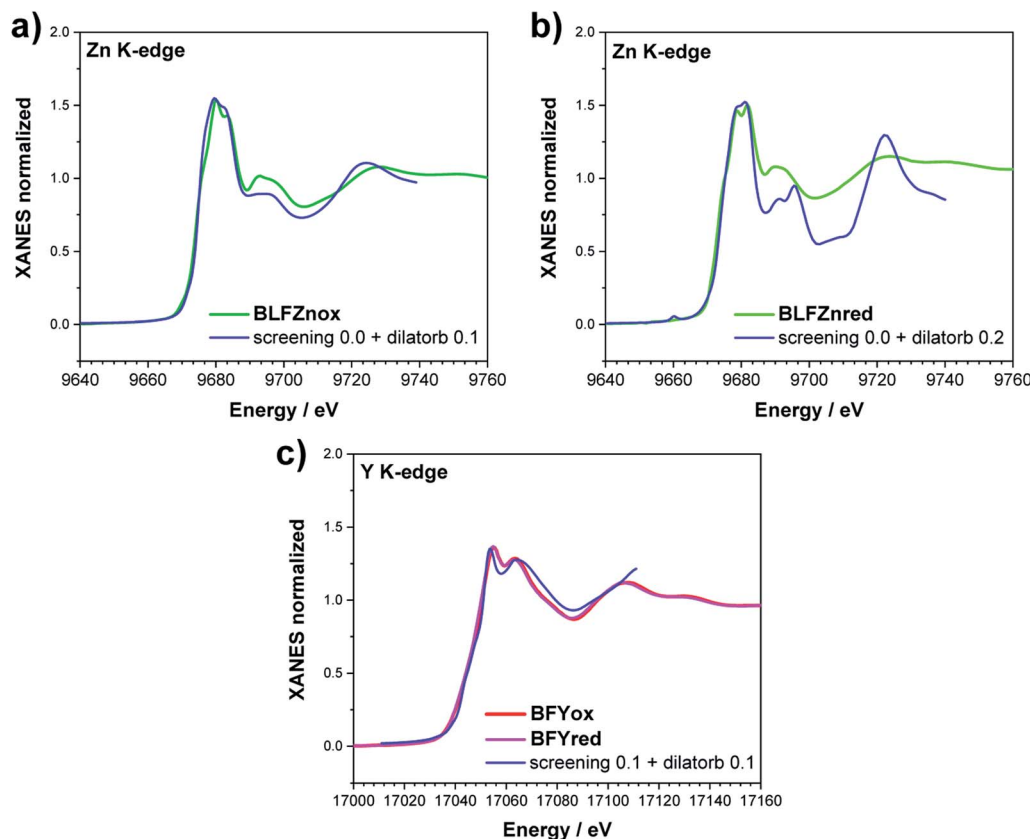 a)
Zn K-edge
XANES normalized
2.0
1.5
1.0
0.5
0.0
BLFZnox
screening 0.0 + dilatorb 0.1
9640 9660 9680 9700 9720 9740 9760
Energy / eV
b)
Zn K-edge
XANES normalized
2.0
1.5
1.0
0.5
0.0
BLFZnred
screening 0.0 + dilatorb 0.2
9640 9660 9680 9700 9720 9740 9760
Energy / eV
c)
Y K-edge
XANES normalized
2.0
1.5
1.0
0.5
0.0
BFYox
BFYred
screening 0.1 + dilatorb 0.1
17000 17020 17040 17060 17080 17100 17120 17140 17160
Energy / eV